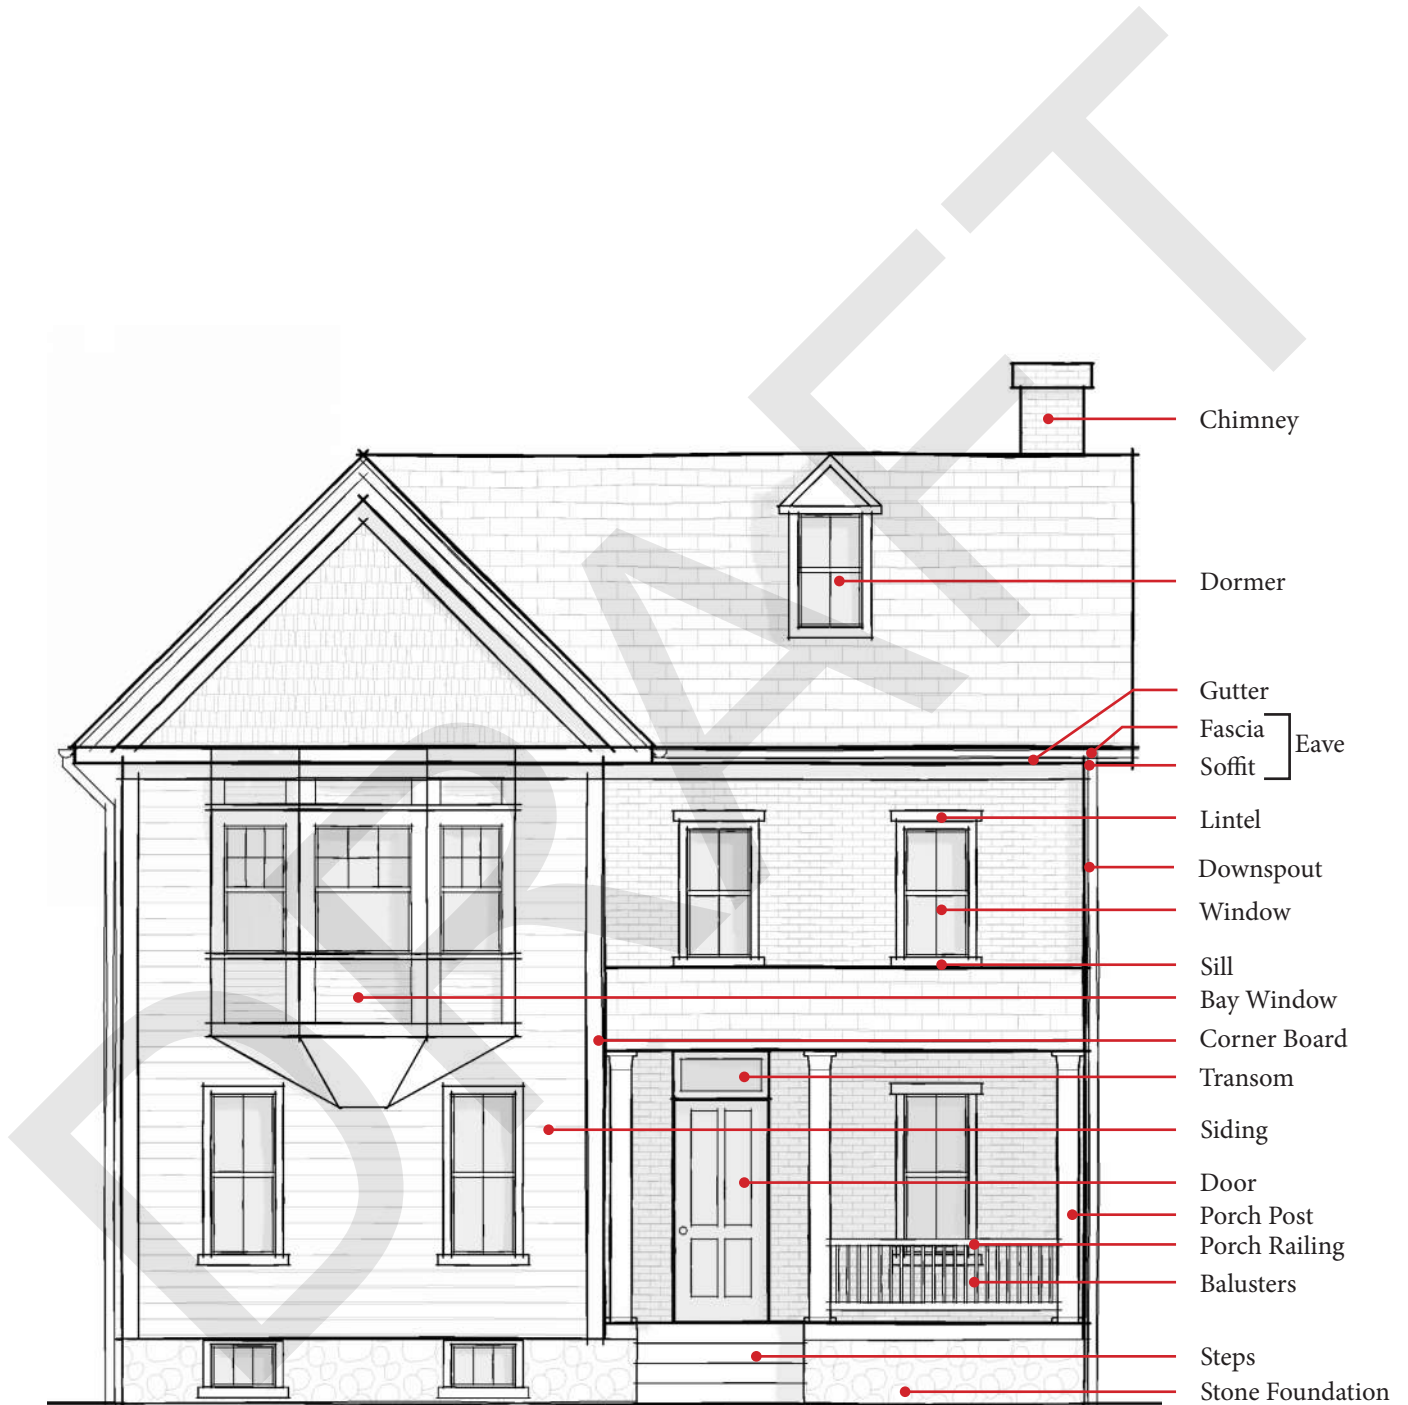 DRAFT
Chimney
Dormer
Gutter
Fascia
Eave
Soffit
Lintel
Downspout
Window
Sill
Bay Window
Corner Board
Transom
Siding
Door
Porch Post
Porch Railing
Balusters
Steps
Stone Foundation